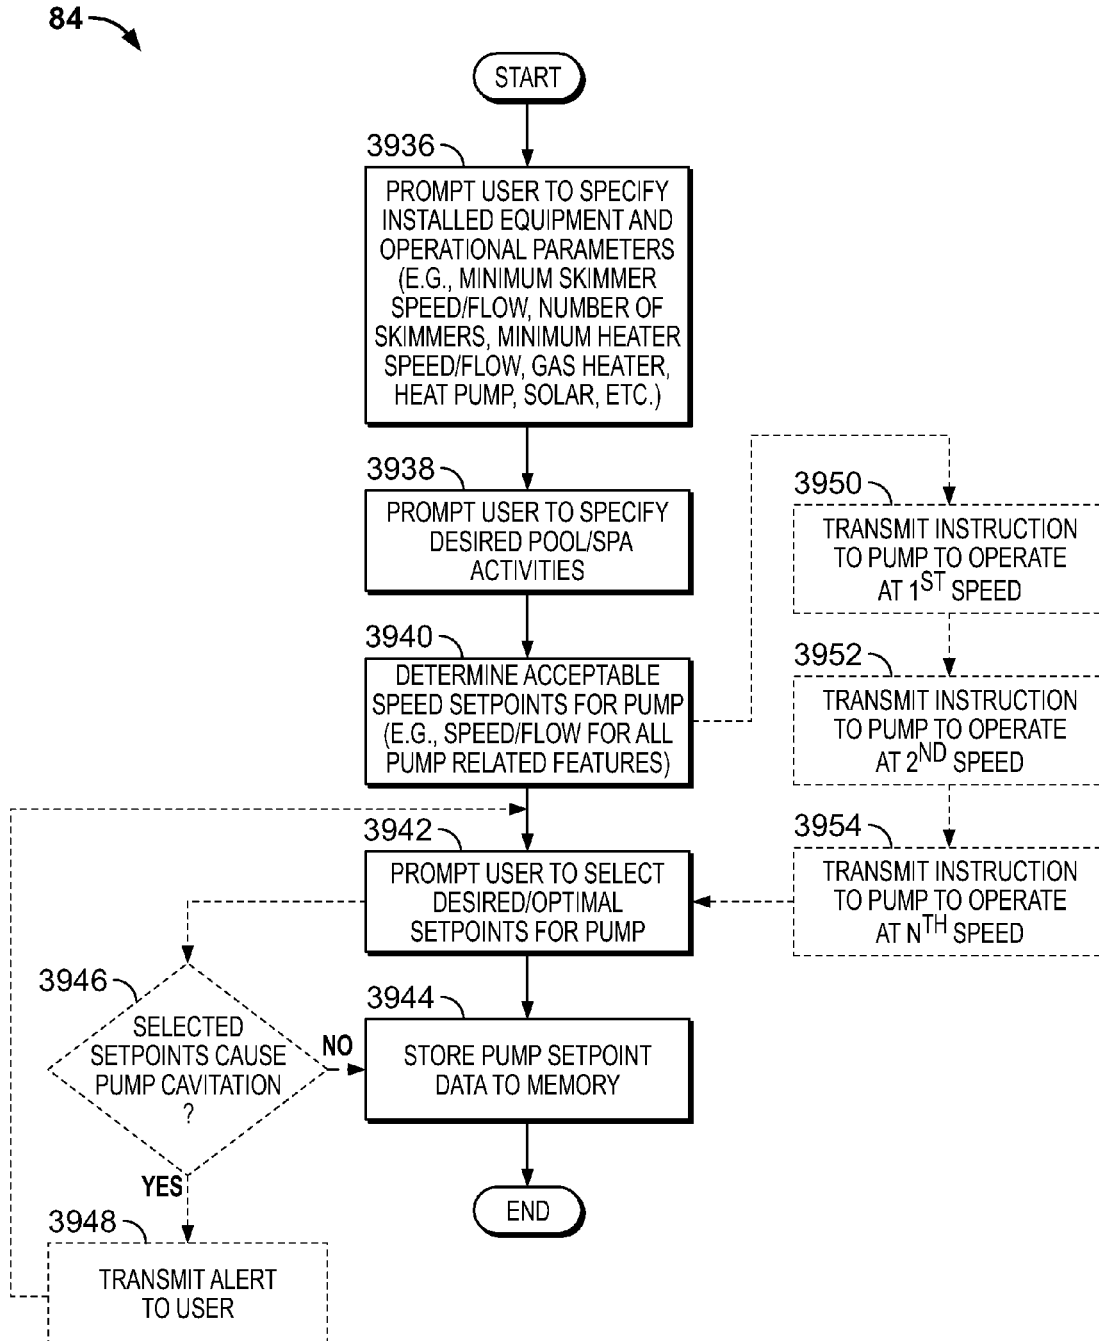 84
START
3936
PROMPT USER TO SPECIFY
INSTALLED EQUIPMENT AND
OPERATIONAL PARAMETERS
(E.G., MINIMUM SKIMMER
SPEED/FLOW, NUMBER OF
SKIMMERS, MINIMUM HEATER
SPEED/FLOW, GAS HEATER,
HEAT PUMP, SOLAR, ETC.)
3938
PROMPT USER TO SPECIFY
DESIRED POOL/SPA
ACTIVITIES
3940
DETERMINE ACCEPTABLE
SPEED SETPOINTS FOR PUMP
(E.G., SPEED/FLOW FOR ALL
PUMP RELATED FEATURES)
3950
TRANSMIT INSTRUCTION
TO PUMP TO OPERATE
AT 1ST SPEED
3952
TRANSMIT INSTRUCTION
TO PUMP TO OPERATE
AT 2ND SPEED
3954
TRANSMIT INSTRUCTION
TO PUMP TO OPERATE
AT NTH SPEED
3942
PROMPT USER TO SELECT
DESIRED/OPTIMAL
SETPOINTS FOR PUMP
3946
SELECTED
SETPOINTS CAUSE
PUMP CAVITATION
?
NO
YES
3944
STORE PUMP SETPOINT
DATA TO MEMORY
END
3948
TRANSMIT ALERT
TO USER